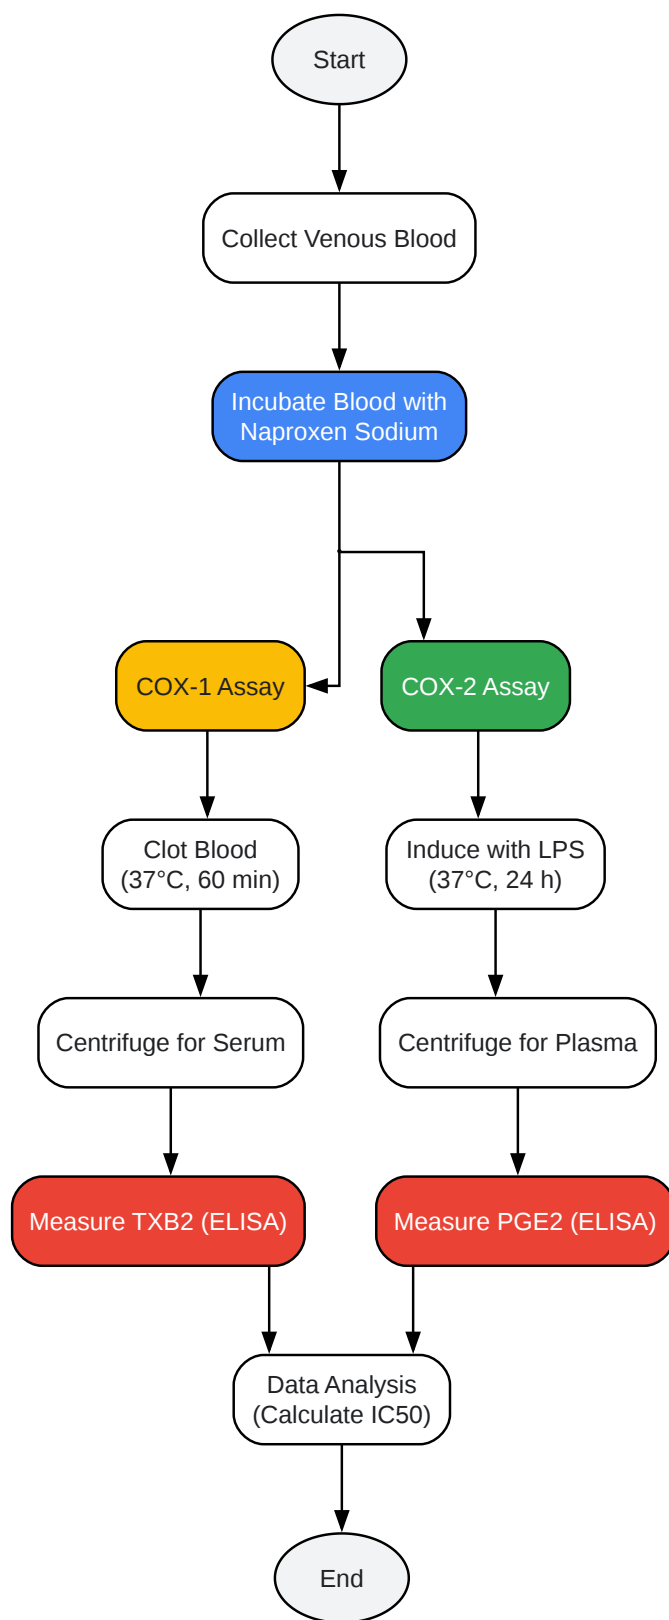 Start
Collect Venous Blood
Incubate Blood with
Naproxen Sodium
COX-1 Assay
COX-2 Assay
Clot Blood
(37°C, 60 min)
Induce with LPS
(37°C, 24 h)
Centrifuge for Serum
Centrifuge for Plasma
Measure TXB2 (ELISA)
Measure PGE2 (ELISA)
Data Analysis
(Calculate IC50)
End